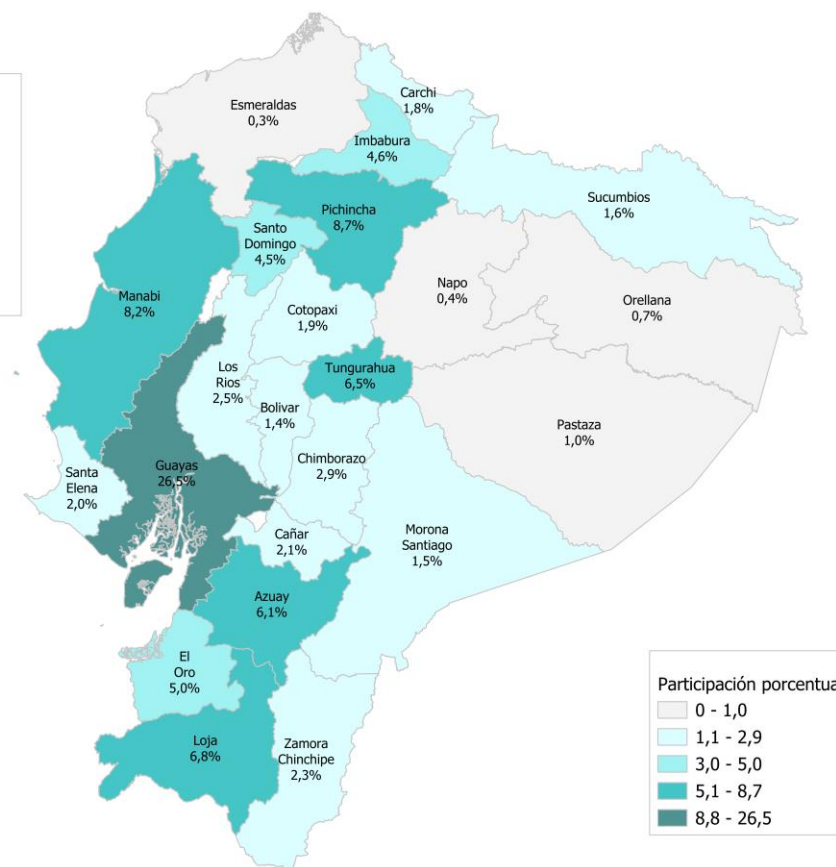 Carchi
1,8%
Esmeraldas
0,3%
Imbabura
4,6%
Sucumbios
1,6%
Pichincha
8,7%
Santo
Domingo
4,5%
Napo
0,4%
Orellana
0,7%
Manabi
8,2%
Cotopaxi
1,9%
Los
Rios
2,5%
Tungurahua
6,5%
Bolivar
1,4%
Pastaza
1,0%
Chimborazo
2,9%
Guayas
26,5%
Santa
Elena
2,0%
Cañar
2,1%
Morona
Santiago
1,5%
Azuay
6,1%
El
Oro
5,0%
Loja
6,8%
Zamora
Chinchipe
2,3%
Participación porcentua
0 - 1,0
1,1 - 2,9
3,0 - 5,0
5,1 - 8,7
8,8 - 26,5